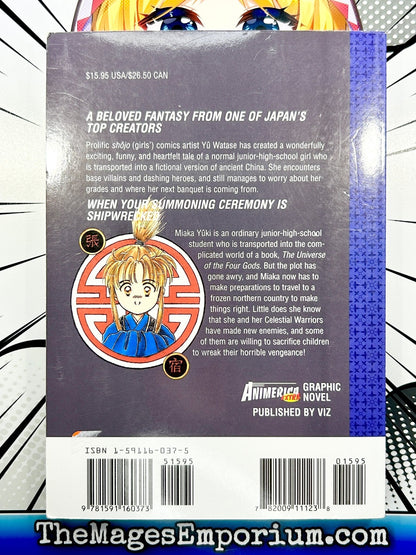 $15.95 USA/$26.50 CAN
A BELOVED FANTASY FROM ONE OF JAPAN'S
TOP CREATORS
Prolific shôjo (girls') comics artist Yû Watase has created a wonderfully
exciting, funny, and heartfelt tale of a normal junior-high-school girl who
is transported into a fictional version of ancient China. She encounters
base villains and dashing heroes, and still manages to worry about her
grades and where her next banquet is coming from.
WHEN YOUR SUMMONING CEREMONY IS
SHIPWRECKED
Miaka Yûki is an ordinary junior-high-school
student who is transported into the com-
plicated world of a book, The Universe
of the Four Gods. But the plot has
gone awry, and Miaka now has to
make preparations to travel to a
frozen northern country to make
things right. Little does she know
that she and her Celestial Warriors
have made new enemies, and some
of them are willing to sacrifice children
to wreak their horrible vengeance!
張
宿
ANIMERICA
EXTRA
GRAPHIC
NOVEL
PUBLISHED BY VIZ
ISBN 1-59116-037-5
51595
9 781591 160373
01595
7 82009 11123 8
TheMagesEmporium.com